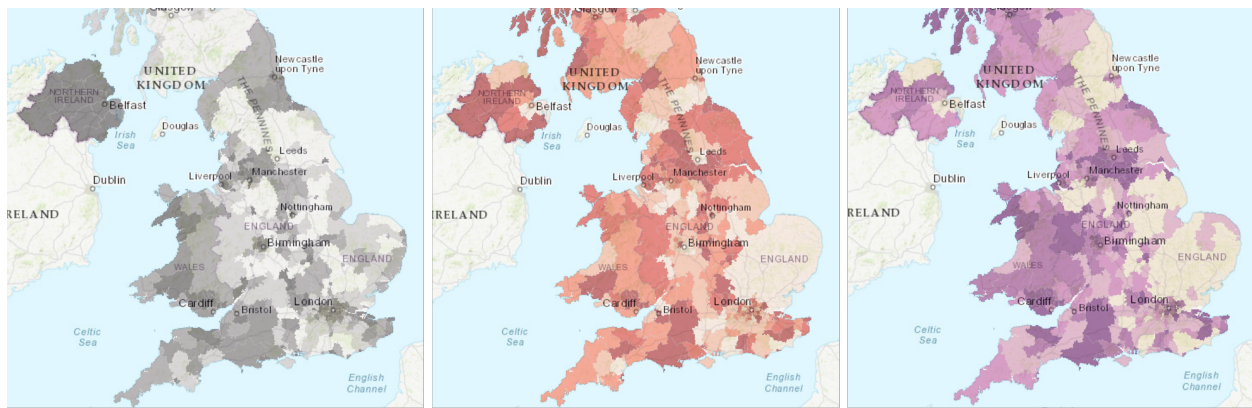 Glasgow
UNITED
KINGDOM
Newcastle
upon Tyne
NORTHERN
IRELAND
Belfast
THE PENNINES
Douglas
Irish
Sea
Leeds
Liverpool
Manchester
Dublin
IRELAND
Nottingham
ENGLAND
Birmingham
ENGLAND
WALES
Cardiff
London
Bristol
Celtic
Sea
English
Channel
Glasgow
UNITED
KINGDOM
Newcastle
upon Tyne
NORTHERN
IRELAND
Belfast
THE PENNINES
Douglas
Irish
Sea
Leeds
Liverpool
Manchester
Dublin
IRELAND
Nottingham
ENGLAND
Birmingham
ENGLAND
WALES
Cardiff
London
Bristol
Celtic
Sea
English
Channel
Glasgow
UNITED
KINGDOM
Newcastle
upon Tyne
NORTHERN
IRELAND
Belfast
THE PENNINES
Douglas
Irish
Sea
Leeds
Liverpool
Manchester
Dublin
IRELAND
Nottingham
ENGLAND
Birmingham
ENGLAND
WALES
Cardiff
London
Bristol
Celtic
Sea
English
Channel